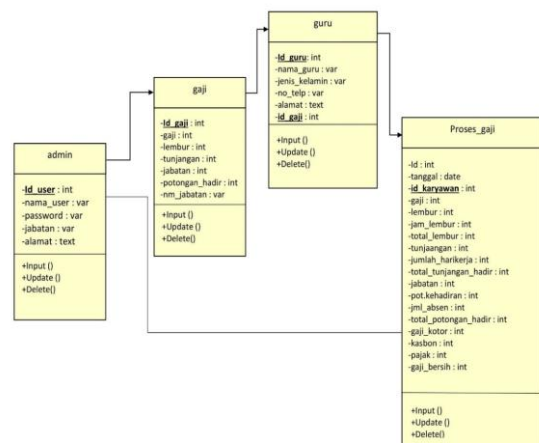 admin
-Id_user : int
-nama_user : var
-password : var
-jabatan : var
-alamat : text
+Input ()
+Update ()
+Delete()
gaji
-Id_gaji : int
-gaji : int
-lembur : int
-tunjangan : int
-jabatan : int
-potongan_hadir : int
-nm_jabatan : var
+Input ()
+Update ()
+Delete()
guru
-Id_guru: int
-nama_guru : var
-jenis_kelamin : var
-no_telp : var
-alamat : text
-id_gaji : int
+Input ()
+Update ()
+Delete()
Proses_gaji
-Id : int
-tanggal : date
-id_karyawan : int
-gaji : int
-lembur : int
-jam_lembur : int
-total_lembur : int
-tunjaangan : int
-jumlah_harikerja : int
-total_tunjangan_hadir : int
-jabatan : int
-pot.kehadiran : int
-jml_absen : int
-total_potongan_hadir : int
-gaji_kotor : int
-kasbon : int
-pajak : int
-gaji_bersih : int
+Input ()
+Update ()
+Delete()